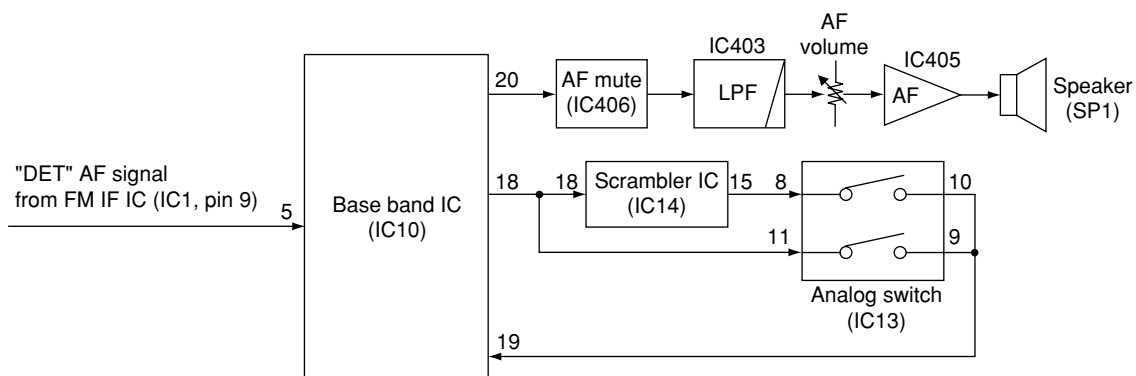 "DET" AF signal
from FM IF IC (IC1, pin 9)
5
Base band IC
(IC10)
20
AF mute
(IC406)
IC403
LPF
AF
volume
IC405
AF
Speaker
(SP1)
18
18
Scrambler IC
(IC14)
15
8
10
11
9
Analog switch
(IC13)
19